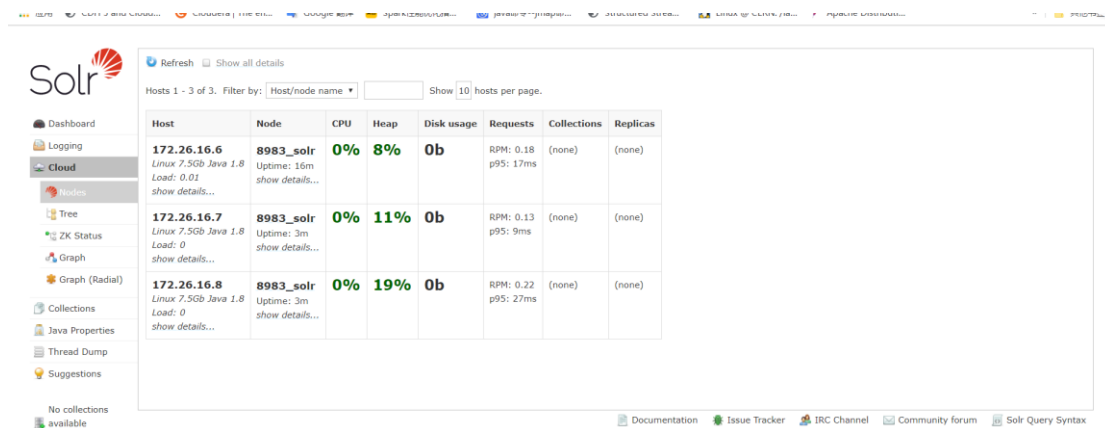 Solr
Dashboard
Logging
Cloud
Nodes
Tree
ZK Status
Graph
Graph (Radial)
Collections
Java Properties
Thread Dump
Suggestions
No collections
available
Refresh Show all details
Hosts 1 - 3 of 3. Filter by: Host/node name Show 10 hosts per page.
Host Node CPU Heap Disk usage Requests Collections Replicas
172.26.16.6 8983_solr 0% 8% 0b RPM: 0.18 (none) (none)
Linux 7.5Gb Java 1.8 Uptime: 16m p95: 17ms
Load: 0.01 show details...
show details...
172.26.16.7 8983_solr 0% 11% 0b RPM: 0.13 (none) (none)
Linux 7.5Gb Java 1.8 Uptime: 3m p95: 9ms
Load: 0 show details...
show details...
172.26.16.8 8983_solr 0% 19% 0b RPM: 0.22 (none) (none)
Linux 7.5Gb Java 1.8 Uptime: 3m p95: 27ms
Load: 0 show details...
show details...
Documentation Issue Tracker IRC Channel Community forum Solr Query Syntax